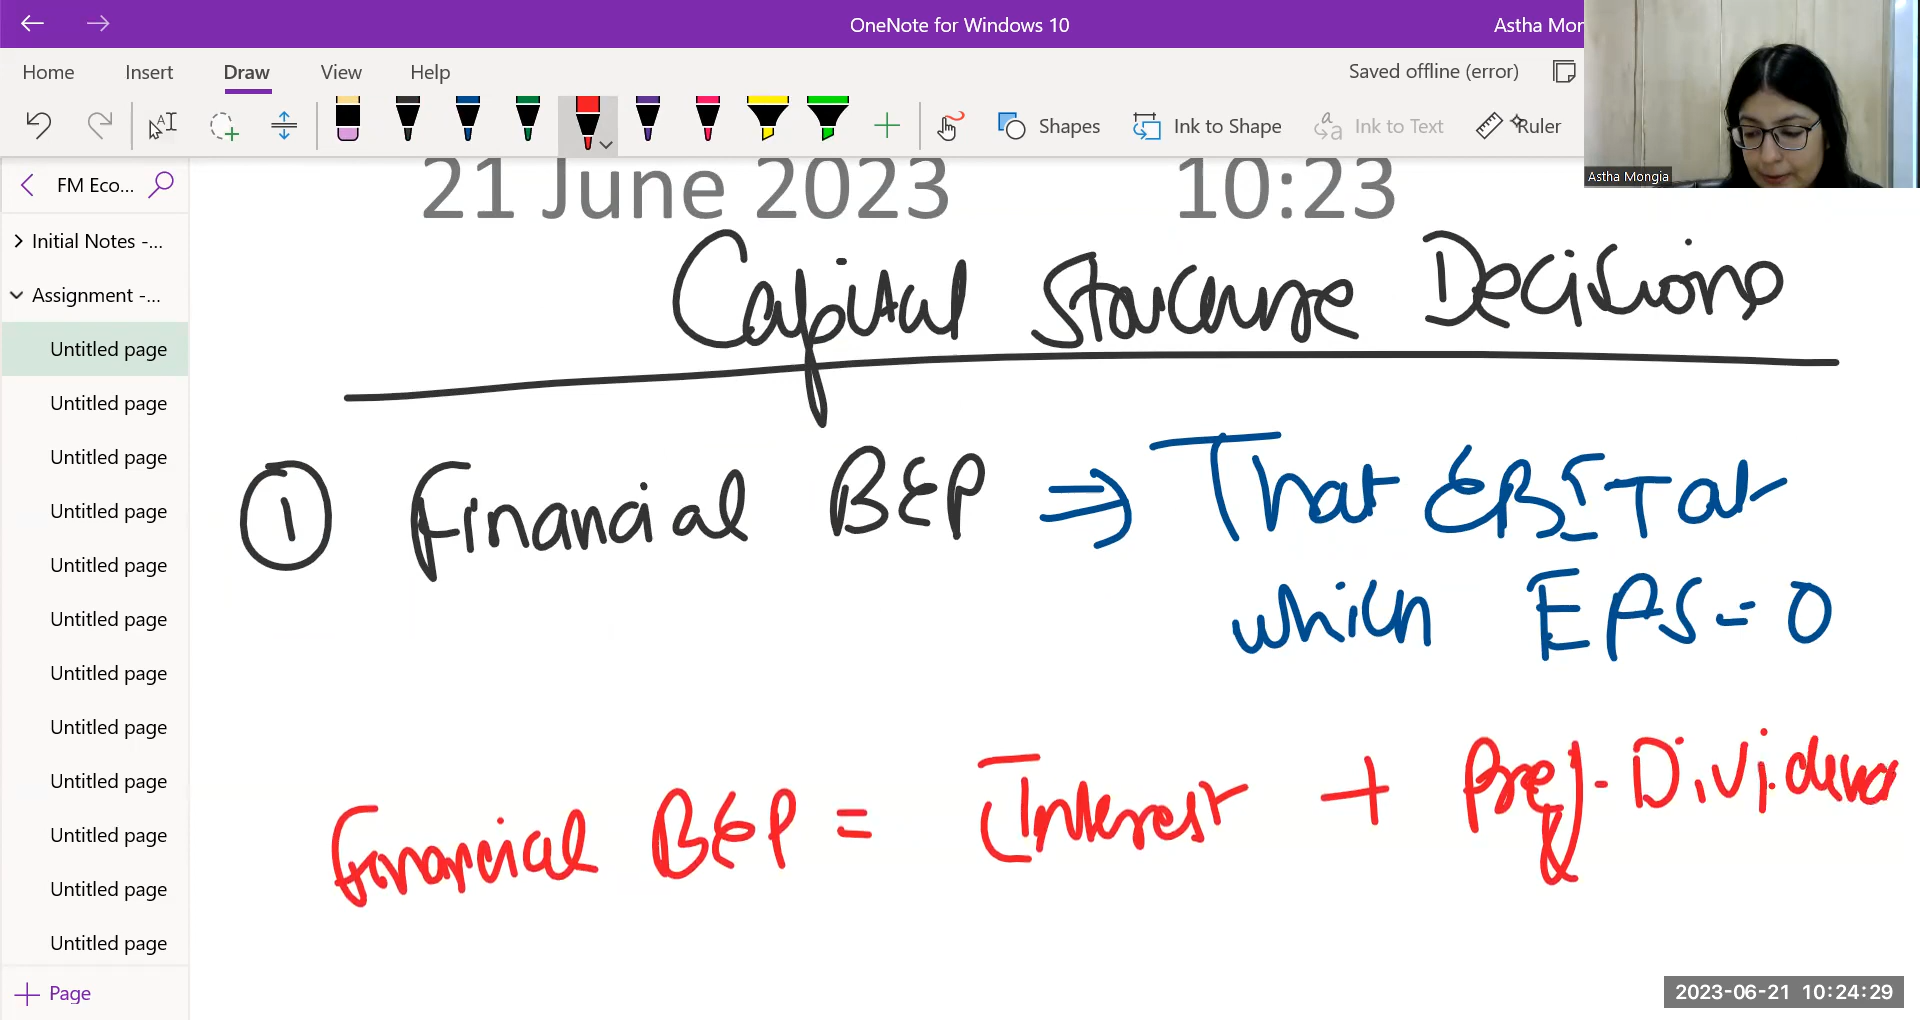 OneNote for Windows 10
Astha Mon
Home Insert Draw View Help
Saved offline (error)
Shapes Ink to Shape Ink to Text Ruler
Astha Mongia
FM Eco...
Initial Notes -...
Assignment -...
Untitled page
Untitled page
Untitled page
Untitled page
Untitled page
Untitled page
Untitled page
Untitled page
Untitled page
Untitled page
Untitled page
Untitled page
Page
21 June 2023 10:23
Capital Structure Decisions
① Financial BEP ⇒ That EBIT at
which EPS = 0
Financial BEP = Interest + Pref. Dividend
2023-06-21 10:24:29